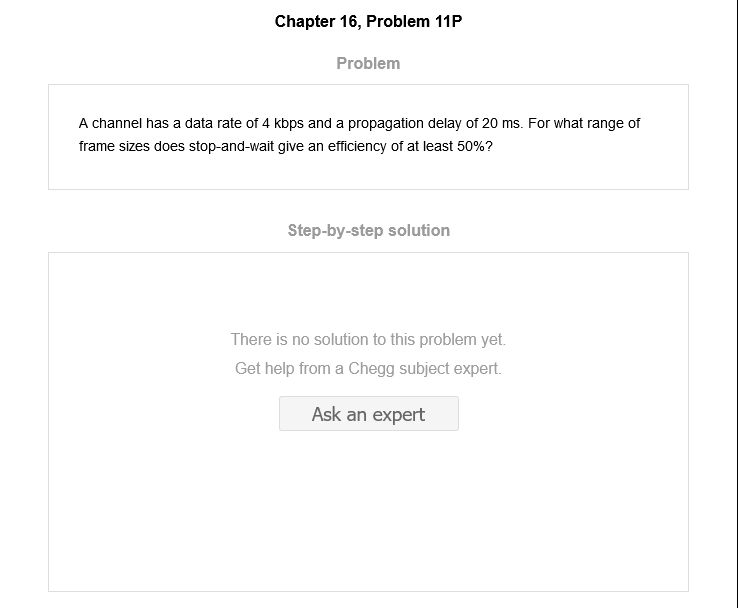 Chapter 16, Problem 11P
Problem
A channel has a data rate of 4 kbps and a propagation delay of 20 ms. For what range of
frame sizes does stop-and-wait give an efficiency of at least 50%?
Step-by-step solution
There is no solution to this problem yet.
Get help from a Chegg subject expert.
Ask an expert